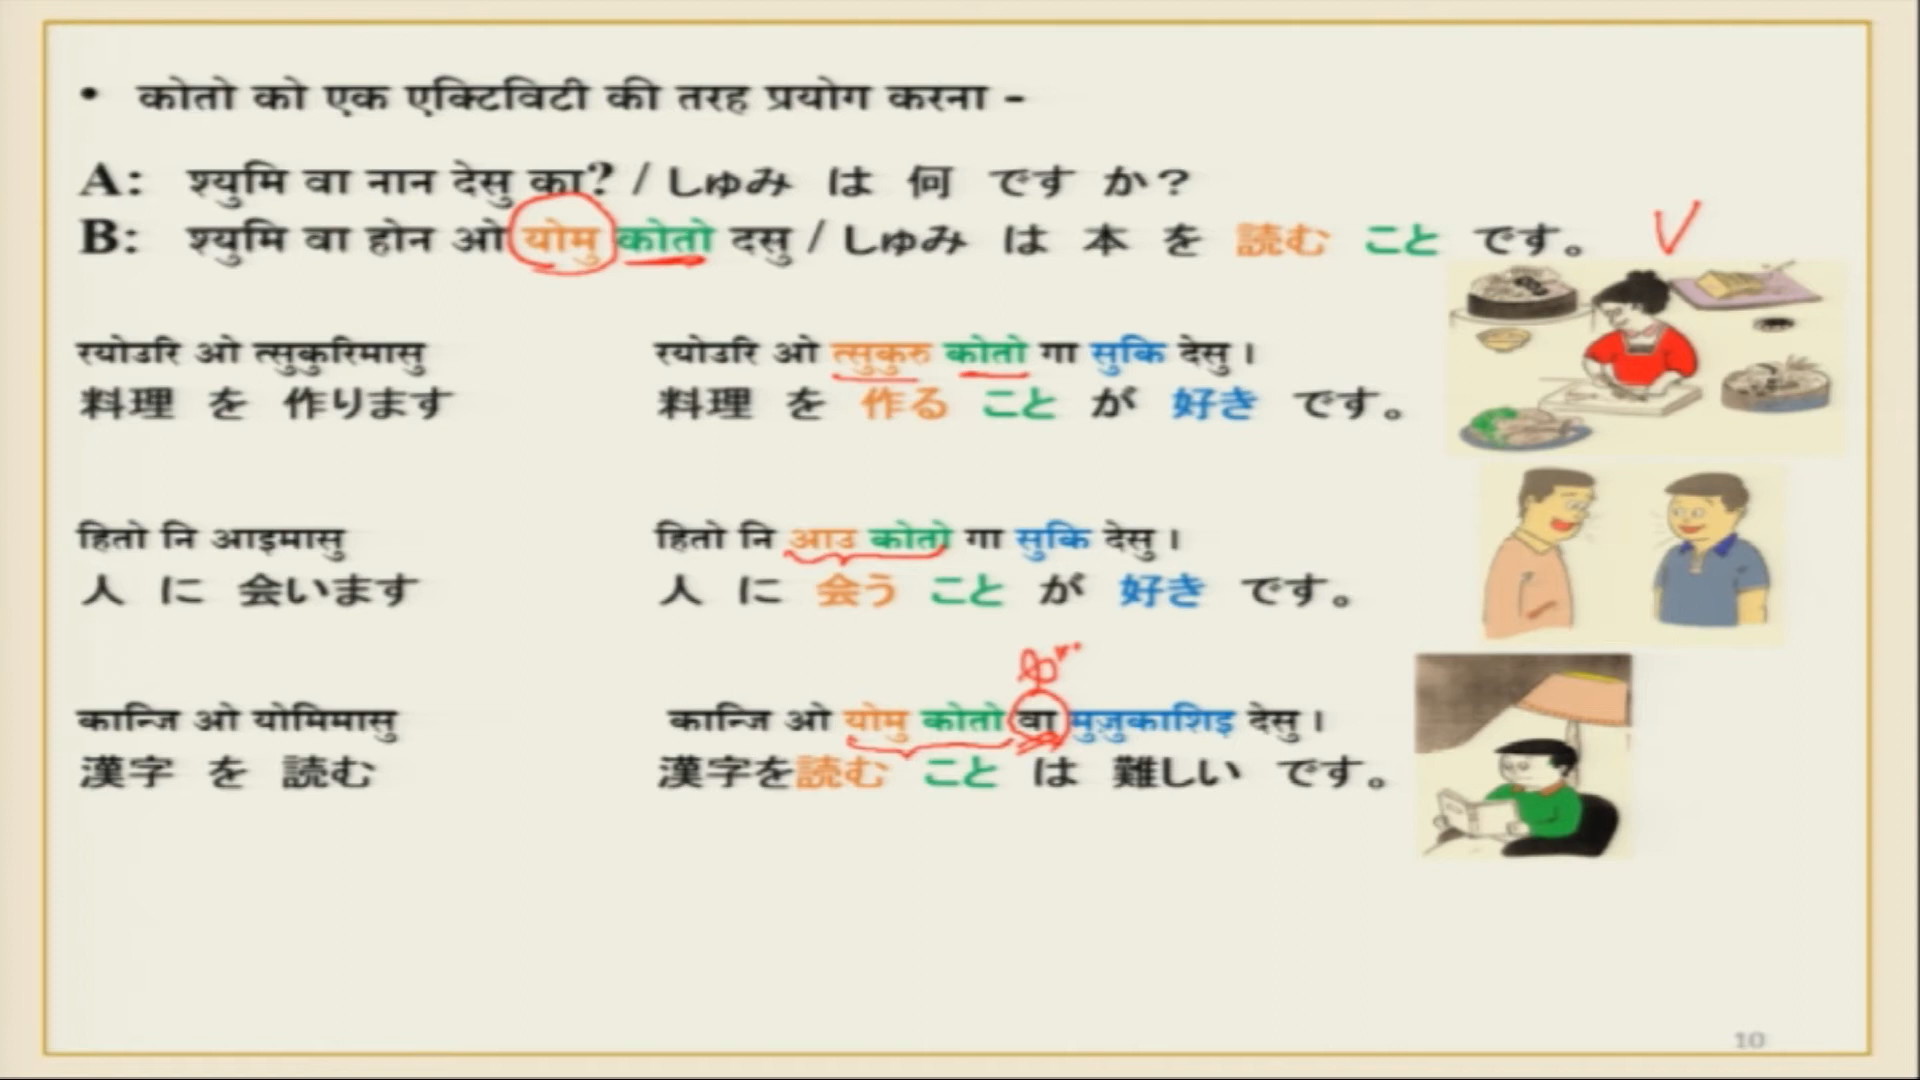 • कोतो को एक एक्टिविटी की तरह प्रयोग करना -
A: श्युमि वा नान देसु का? / しゅみ は 何 です か？
B: श्युमि वा होन ओ योमु कोतो दसु / しゅみ は 本 を 読む こと です。
रयोउरि ओ त्सुकुरिमासु रयोउरि ओ त्सुकुरु कोतो गा सुकि देसु।
料理 を 作ります 料理 を 作る こと が 好き です。
हितो नि आइमासु हितो नि आउ कोतो गा सुकि देसु।
人 に 会います 人 に 会う こと が 好き です。
कान्जि ओ योमिमासु कान्जि ओ योमु कोतो वा मुज़ुकाशिइ देसु।
漢字 を 読む 漢字を読む こと は 難しい です。
10